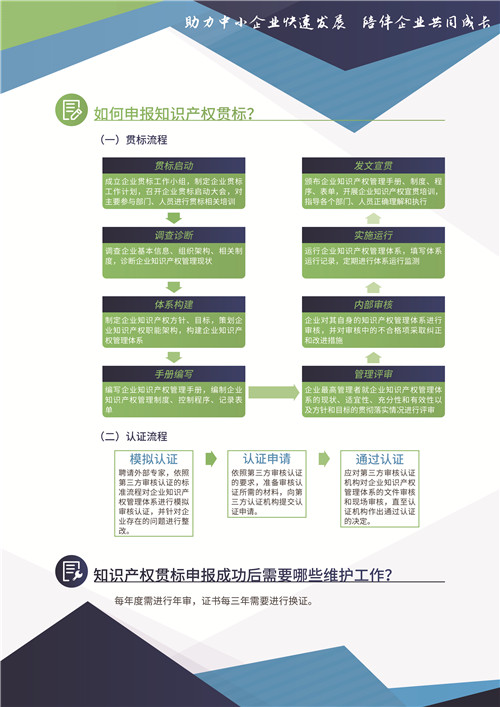 助力中小企业快速发展 陪伴企业共同成长
如何申报知识产权贯标？
（一）贯标流程
贯标启动
成立企业贯标工作小组，制定企业贯标
工作计划，召开企业贯标启动大会，对
主要参与部门、人员进行贯标相关培训
调查诊断
调查企业基本信息、组织架构、相关制
度，诊断企业知识产权管理现状
体系构建
制定企业知识产权方针、目标，策划企
业知识产权职能架构，构建企业知识产
权管理体系
手册编写
编写企业知识产权管理手册，编制企业
知识产权管理制度、控制程序、记录表
单
发文宣贯
颁布企业知识产权管理手册、制度、程
序、表单，开展企业知识产权宣贯培训，
指导各个部门、人员正确理解和执行
实施运行
运行企业知识产权管理体系，填写体系
运行记录，定期进行体系运行监测
内部审核
企业对其自身的知识产权管理体系进行
审核，并对审核中的不合格项采取纠正
和改进措施
管理评审
企业最高管理者就企业知识产权管理体
系的现状、适宜性、充分性和有效性以
及方针和目标的贯彻落实情况进行评审
（二）认证流程
模拟认证
聘请外部专家，依照
第三方审核认证的标
准流程对企业知识产
权管理体系进行模拟
审核认证，并针对企
业存在的问题进行整
改。
认证申请
依照第三方审核认证
的要求，准备审核认
证所需的材料，向第
三方认证机构提交认
证申请。
通过认证
应对第三方审核认证
机构对企业知识产权
管理体系的文件审核
和现场审核，直至认
证机构作出通过认证
的决定。
知识产权贯标申报成功后需要哪些维护工作？
每年度需进行年审，证书每三年需要进行换证。